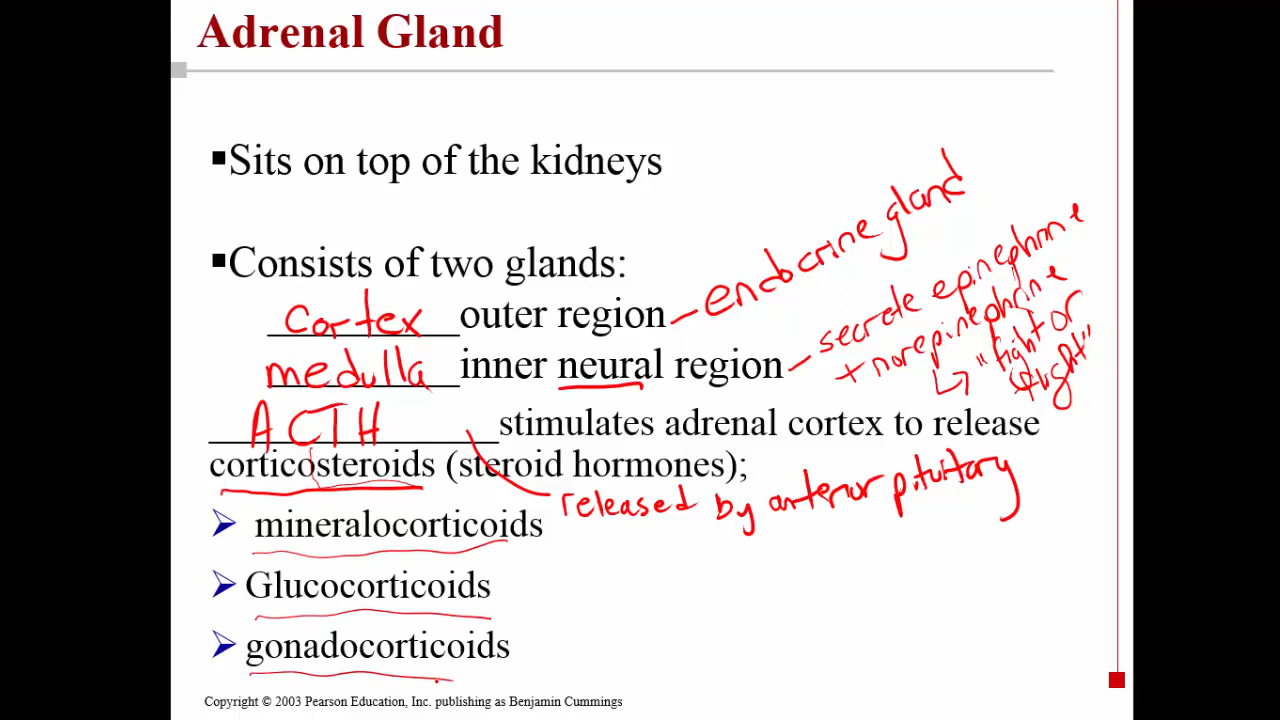 Adrenal Gland
▪Sits on top of the kidneys
▪Consists of two glands:
cortex outer region – endocrine gland
medulla inner neural region – secrete epinephrine
+ norepinephrine
↳ "fight or
flight"
ACTH stimulates adrenal cortex to release
corticosteroids (steroid hormones);
released by anterior pituitary
➢ mineralocorticoids
➢ Glucocorticoids
➢ gonadocorticoids
Copyright © 2003 Pearson Education, Inc. publishing as Benjamin Cummings